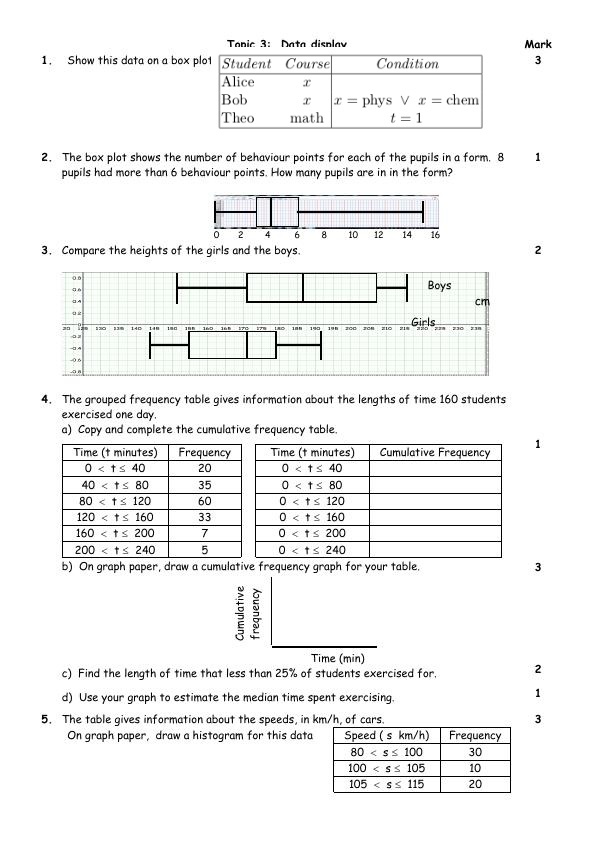 Topic 3: Data display Mark
1. Show this data on a box plot 3
Student Course Condition
Alice x
Bob x x = phys ∨ x = chem
Theo math t = 1
2. The box plot shows the number of behaviour points for each of the pupils in a form. 8 1
pupils had more than 6 behaviour points. How many pupils are in in the form?
0 2 4 6 8 10 12 14 16
3. Compare the heights of the girls and the boys. 2
0.8
0.6 Boys
0.4 cm
0.2
Girls
125 130 135 140 145 150 155 160 165 170 175 180 185 190 195 200 205 210 215 220 225 230 235
-0.2
-0.4
-0.6
-0.8
4. The grouped frequency table gives information about the lengths of time 160 students
exercised one day.
a) Copy and complete the cumulative frequency table.
1
Time (t minutes) Frequency Time (t minutes) Cumulative Frequency
0 < t ≤ 40 20 0 < t ≤ 40
40 < t ≤ 80 35 0 < t ≤ 80
80 < t ≤ 120 60 0 < t ≤ 120
120 < t ≤ 160 33 0 < t ≤ 160
160 < t ≤ 200 7 0 < t ≤ 200
200 < t ≤ 240 5 0 < t ≤ 240
b) On graph paper, draw a cumulative frequency graph for your table. 3
Cumulative
frequency
Time (min)
c) Find the length of time that less than 25% of students exercised for. 2
d) Use your graph to estimate the median time spent exercising. 1
5. The table gives information about the speeds, in km/h, of cars. 3
On graph paper, draw a histogram for this data
Speed ( s km/h) Frequency
80 < s ≤ 100 30
100 < s ≤ 105 10
105 < s ≤ 115 20